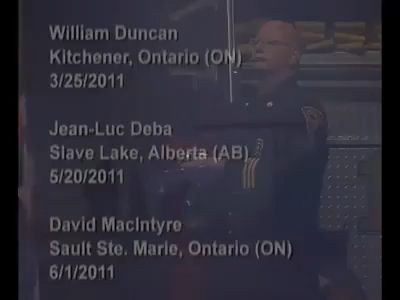 William Duncan
Kitchener, Ontario (ON)
3/25/2011
Jean-Luc Deba
Slave Lake, Alberta (AB)
5/20/2011
David MacIntyre
Sault Ste. Marie, Ontario (ON)
6/1/2011